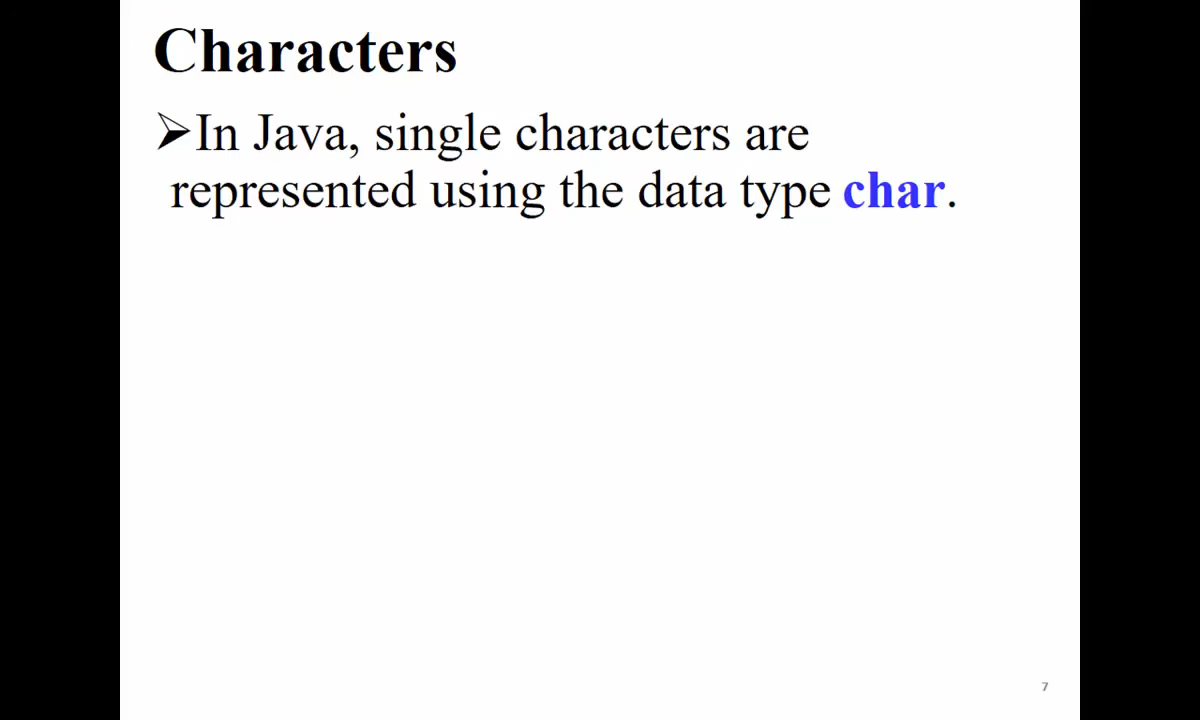 Characters
➢In Java, single characters are
represented using the data type char.
7